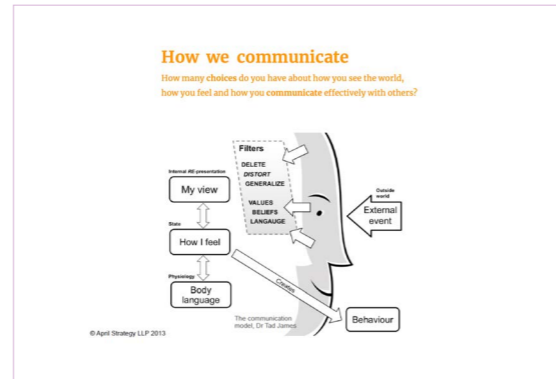 How we communicate
How many choices do you have about how you see the world,
how you feel and how you communicate effectively with others?
Filters
DELETE
DISTORT
GENERALIZE
VALUES
BELIEFS
LANGAUGE
Internal RE-presentation
My view
State
How I feel
Physiology
Body
language
Outside
world
External
event
Creates
Behaviour
The communication
model, Dr Tad James
© April Strategy LLP 2013